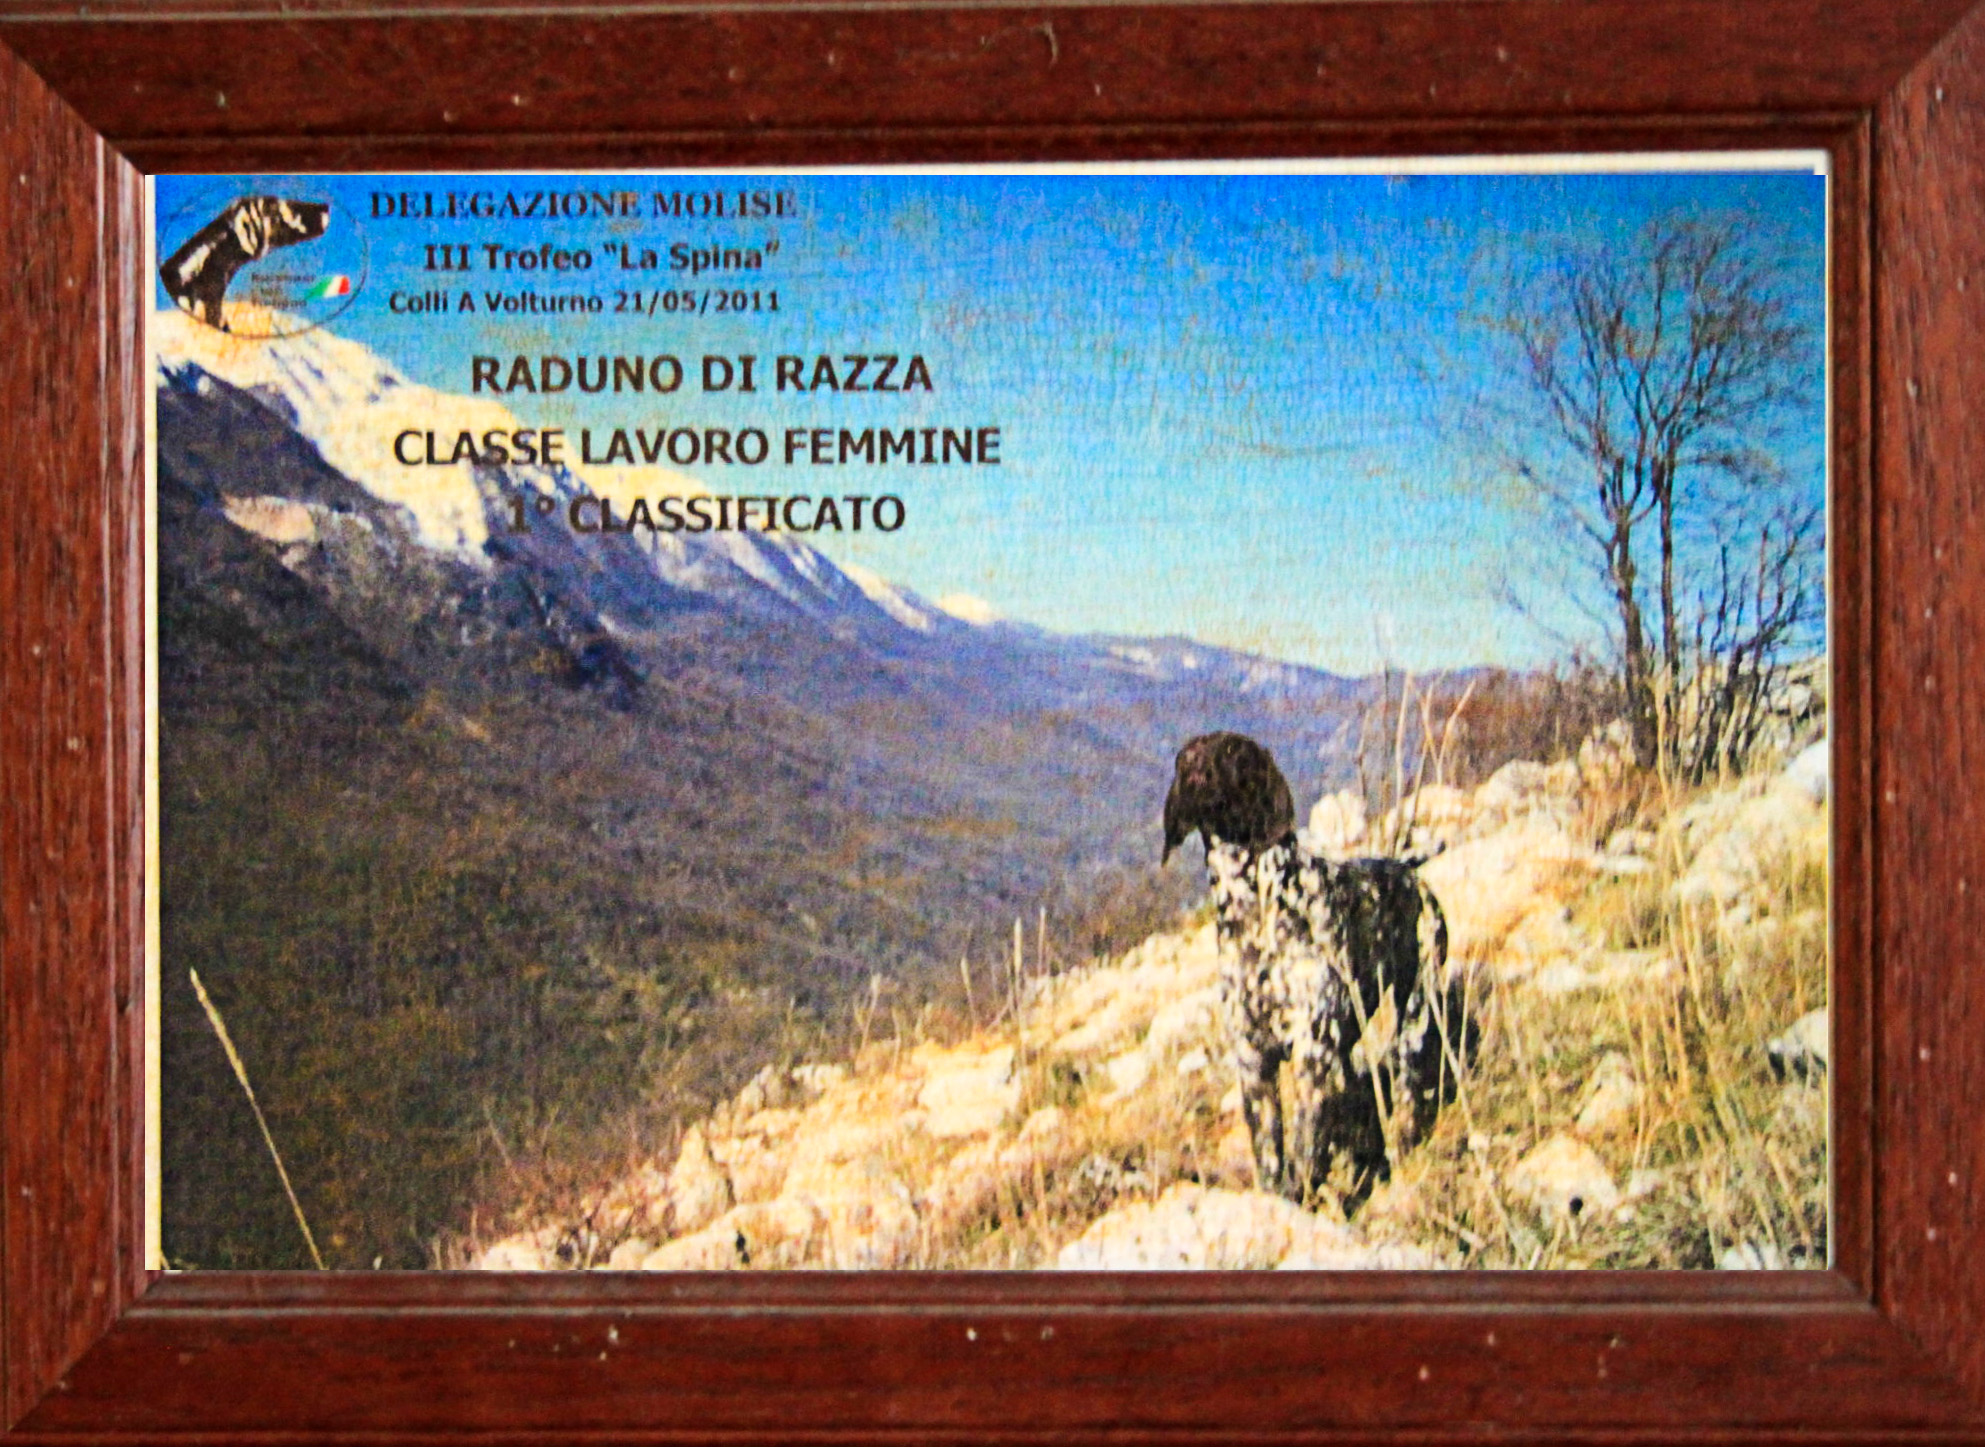 DELEGAZIONE MOLISE
III Trofeo "La Spina"
Colli A Volturno 21/05/2011
RADUNO DI RAZZA
CLASSE LAVORO FEMMINE
1° CLASSIFICATO